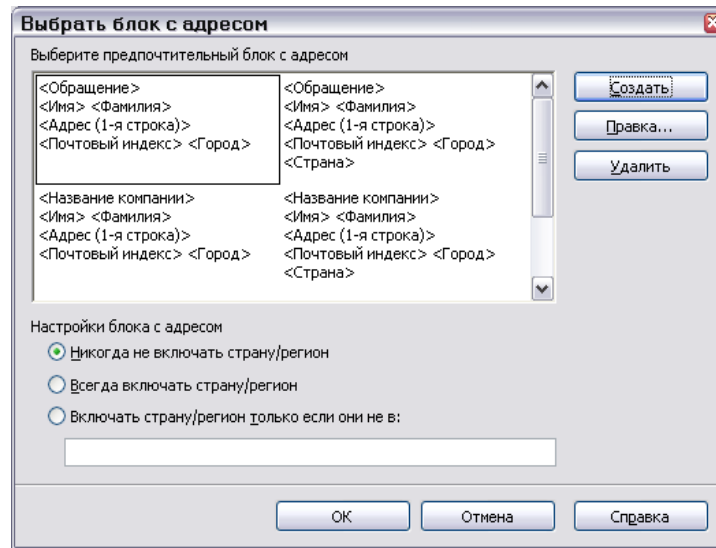 Выбрать блок с адресом
Выберите предпочтительный блок с адресом
<Обращение>
<Имя> <Фамилия>
<Адрес (1-я строка)>
<Почтовый индекс> <Город>
<Обращение>
<Имя> <Фамилия>
<Адрес (1-я строка)>
<Почтовый индекс> <Город>
<Страна>
<Название компании>
<Имя> <Фамилия>
<Адрес (1-я строка)>
<Почтовый индекс> <Город>
<Название компании>
<Имя> <Фамилия>
<Адрес (1-я строка)>
<Почтовый индекс> <Город>
<Страна>
Создать
Правка...
Удалить
Настройки блока с адресом
Никогда не включать страну/регион
Всегда включать страну/регион
Включать страну/регион только если они не в:
ОК
Отмена
Справка